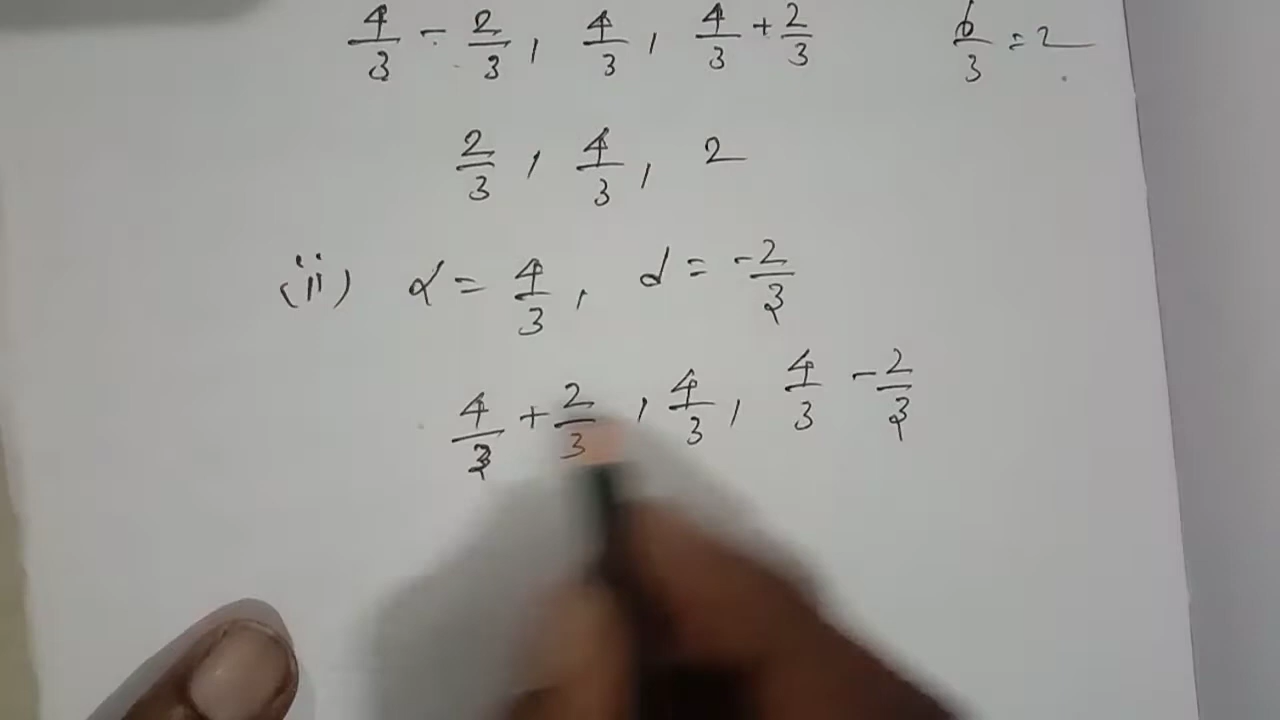 4/3 - 2/3, 4/3, 4/3 + 2/3 6/3 = 2
2/3, 4/3, 2
(ii) α = 4/3, d = -2/3
4/3 + 2/3, 4/3, 4/3 - 2/3